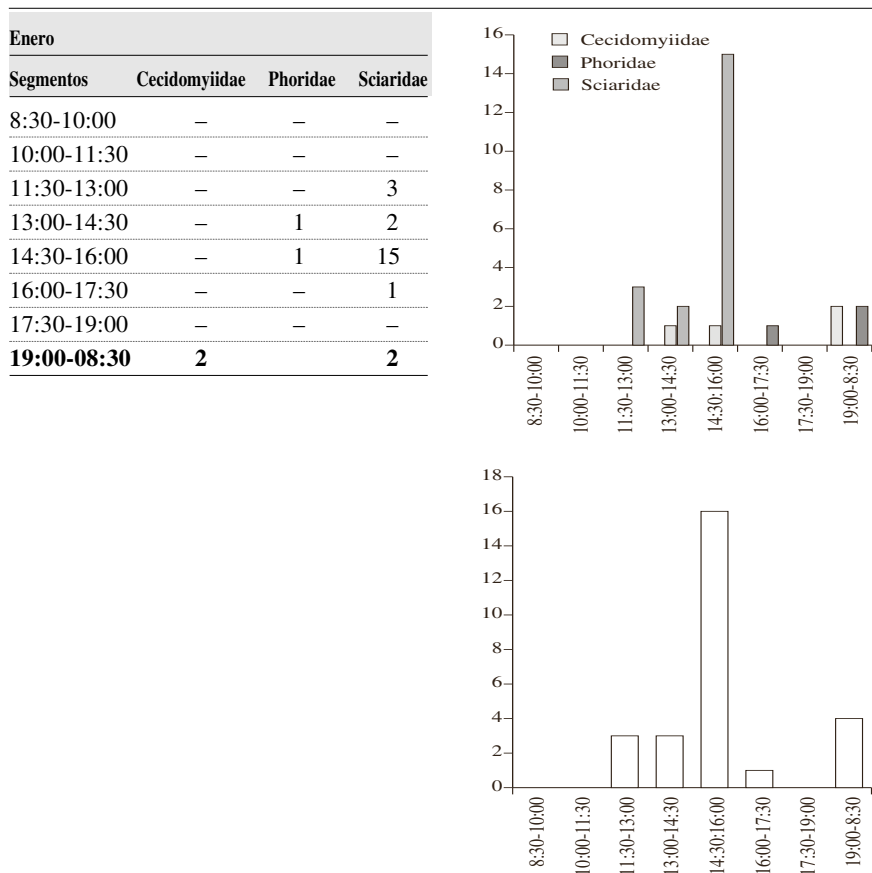 Enero
Segmentos Cecidomyiidae Phoridae Sciaridae
8:30-10:00 – – –
10:00-11:30 – – –
11:30-13:00 – – 3
13:00-14:30 – 1 2
14:30-16:00 – 1 15
16:00-17:30 – – 1
17:30-19:00 – – –
19:00-08:30 2 2
16
14
12
10
8
6
4
2
0
Cecidomyiidae
Phoridae
Sciaridae
8:30-10:00
10:00-11:30
11:30-13:00
13:00-14:30
14:30:16:00
16:00-17:30
17:30-19:00
19:00-8:30
18
16
14
12
10
8
6
4
2
0
8:30-10:00
10:00-11:30
11:30-13:00
13:00-14:30
14:30:16:00
16:00-17:30
17:30-19:00
19:00-8:30